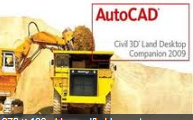 AutoCAD®
Civil 3D® Land Desktop
Companion 2009